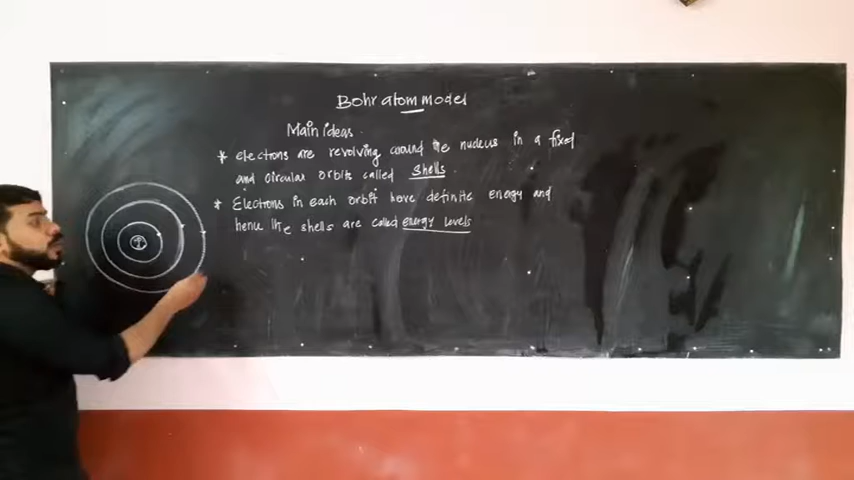 Bohr atom model
Main ideas
* Electrons are revolving around the nucleus in a fixed
and circular orbits called shells.
* Electrons in each orbit have definite energy and
hence the shells are called energy levels